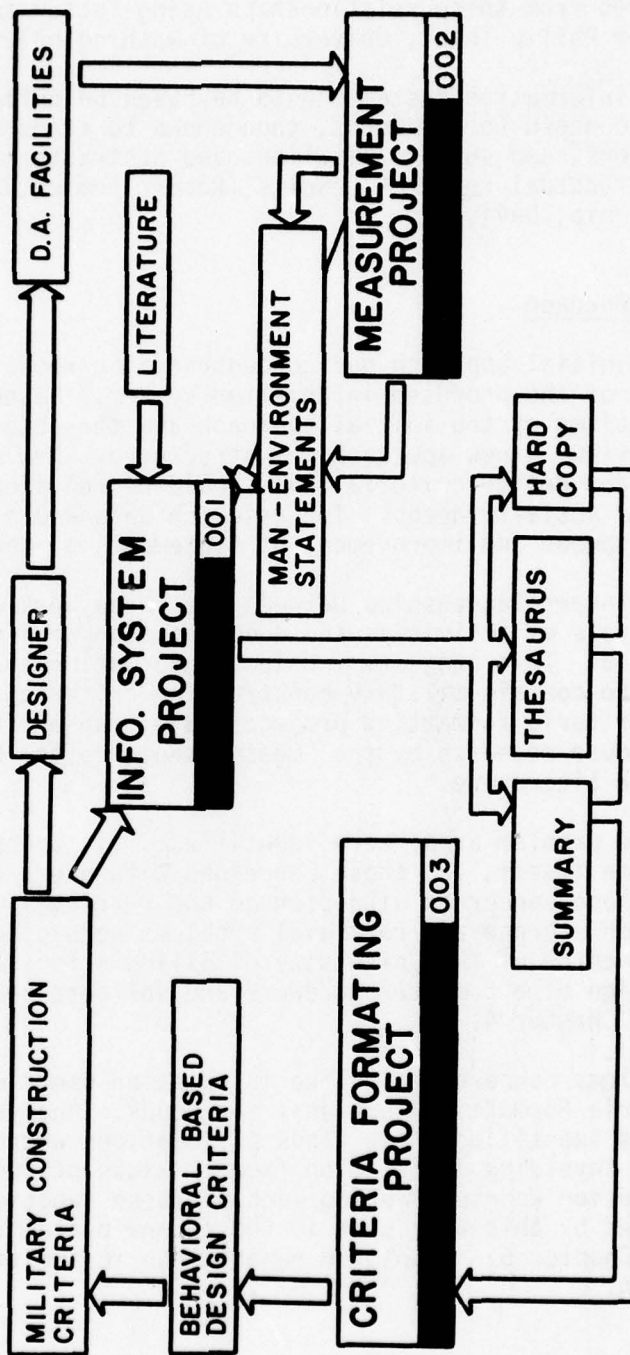 MILITARY CONSTRUCTION
CRITERIA
DESIGNER
D.A. FACILITIES
LITERATURE
BEHAVIORAL BASED
DESIGN CRITERIA
INFO. SYSTEM
PROJECT
001
MAN ENVIRONMENT
STATEMENTS
CRITERIA FORMATING
PROJECT
003
MEASUREMENT
PROJECT
002
SUMMARY
THESAURUS
HARD
COPY